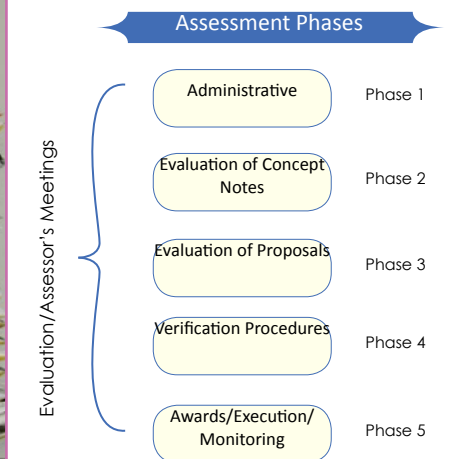 Assessment Phases
Administrative
Phase 1
Evaluation of Concept
Notes
Phase 2
Evaluation of Proposals
Phase 3
Verification Procedures
Phase 4
Awards/Execution/
Monitoring
Phase 5
Evaluation/Assessor's Meetings